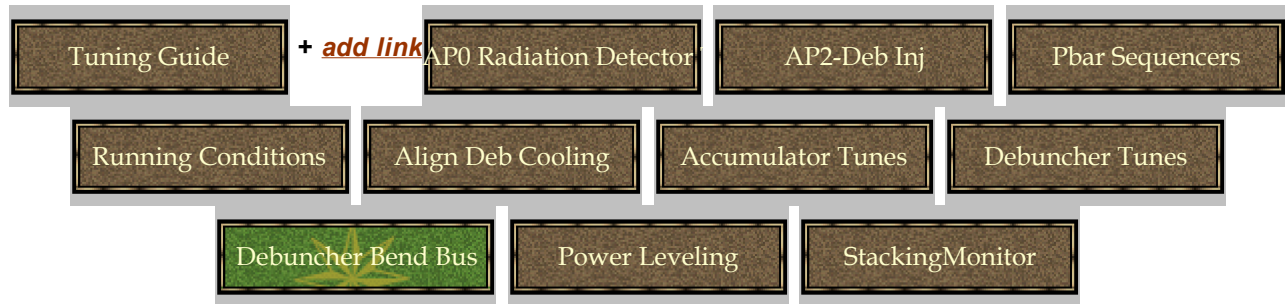 Tuning Guide + add link AP0 Radiation Detector AP2-Deb Inj Pbar Sequencers
Running Conditions Align Deb Cooling Accumulator Tunes Debuncher Tunes
Debuncher Bend Bus Power Leveling StackingMonitor